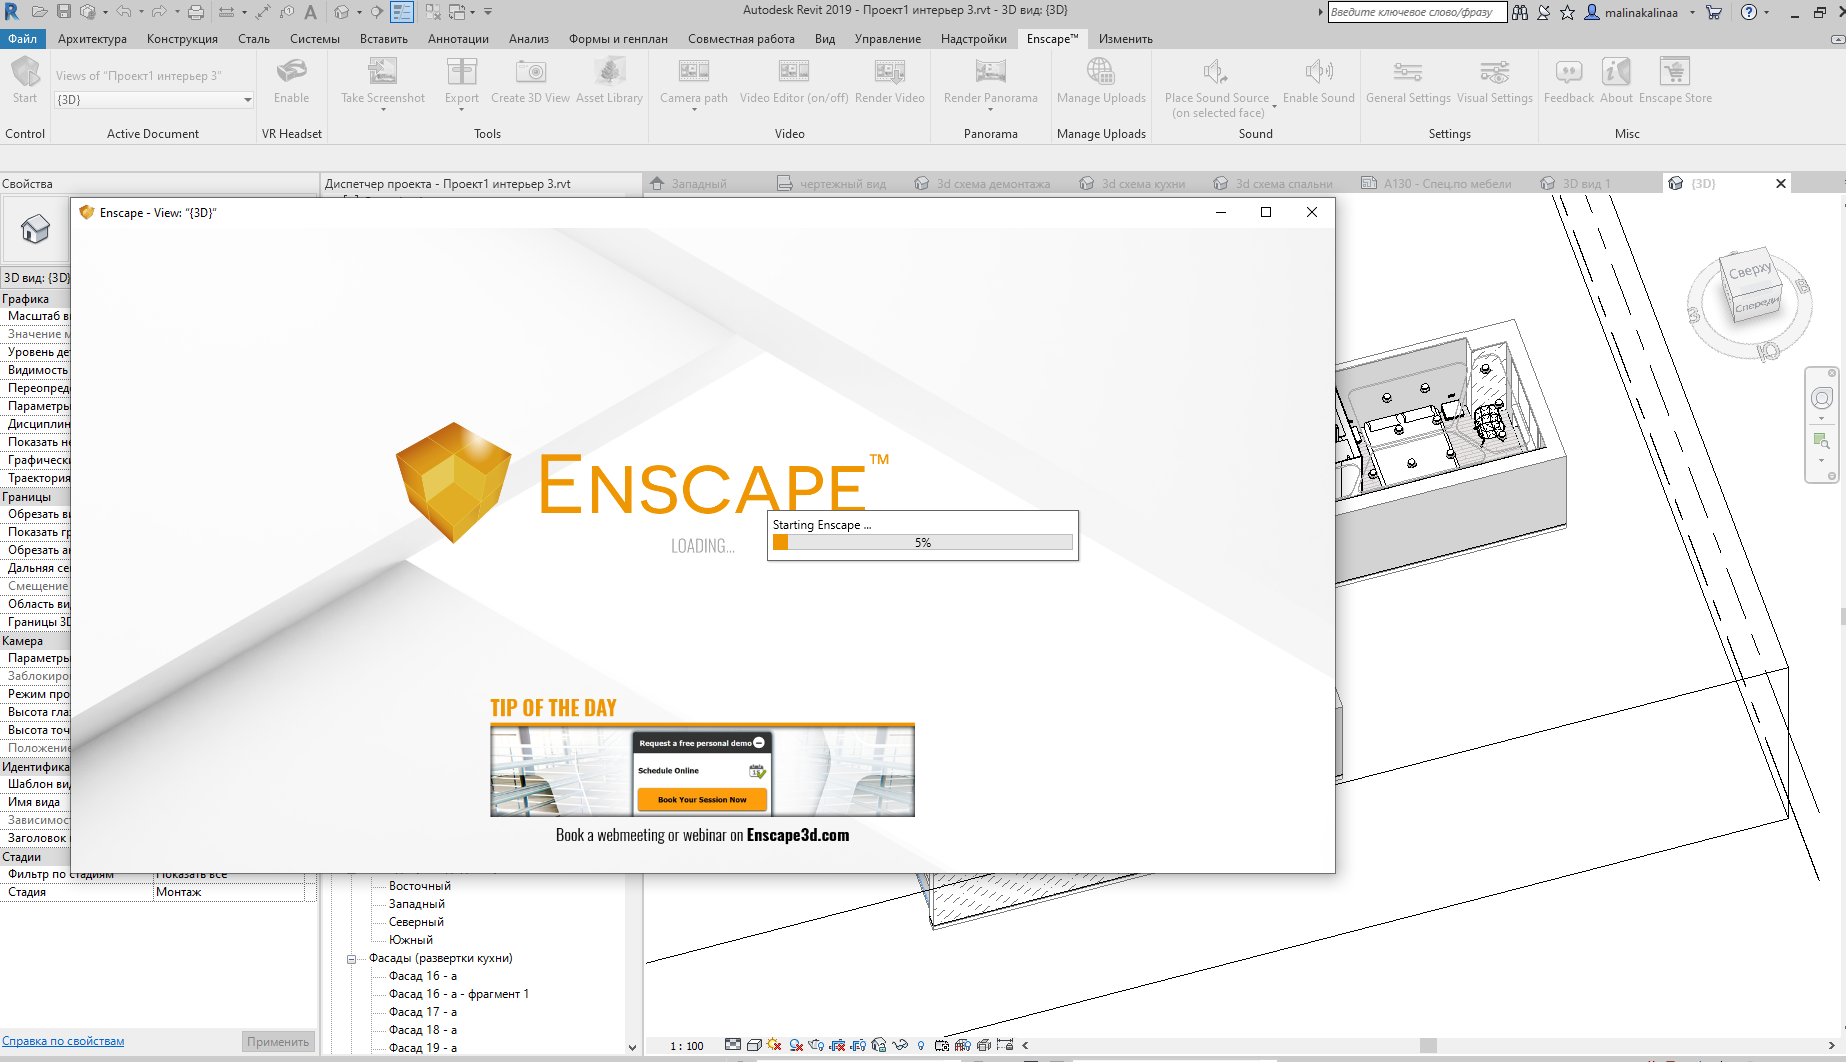 Autodesk Revit 2019 - Проект1 интерьер 3.rvt - 3D вид: {3D}
Введите ключевое слово/фразу
malinakalinaa
Файл Архитектура Конструкция Сталь Системы Вставить Аннотации Анализ Формы и генплан Совместная работа Вид Управление Надстройки Enscape™ Изменить
Views of "Проект1 интерьер 3"
{3D}
Start Enable Take Screenshot Export Create 3D View Asset Library Camera path Video Editor (on/off) Render Video Render Panorama Manage Uploads Place Sound Source Enable Sound General Settings Visual Settings Feedback About Enscape Store
(on selected face)
Control Active Document VR Headset Tools Video Panorama Manage Uploads Sound Settings Misc
Свойства
Диспетчер проекта - Проект1 интерьер 3.rvt
Западный чертежный вид 3d схема демонтажа 3d схема кухни 3d схема спальни A130 - Спец.по мебели 3D вид 1 {3D}
Enscape - View: "{3D}"
3D вид: {3D}
Графика
Масштаб в
Значение м
Уровень де
Видимость
Переопред
Параметры
Дисциплин
Показать не
Графическ
Траектория
Границы
Обрезать ви
Показать гр
Обрезать а
Дальняя се
Смещение
Область ви
Границы 3D
Камера
Параметры
Заблокиро
Режим про
Высота гла
Высота точ
Положение
Идентифика
Шаблон ви
Имя вида
Зависимос
Заголовок
Стадии
Фильтр по стадиям Показать все
Стадия Монтаж
Справка по свойствам
Применить
ENSCAPE™
LOADING...
Starting Enscape ...
5%
TIP OF THE DAY
Request a free personal demo
Schedule Online
Book Your Session Now
Book a webmeeting or webinar on Enscape3d.com
Восточный
Западный
Северный
Южный
Фасады (развертки кухни)
Фасад 16 - а
Фасад 16 - а - фрагмент 1
Фасад 17 - а
Фасад 18 - а
Фасад 19 - а
Сверху
Спереди
З
Ю
В
1 : 100